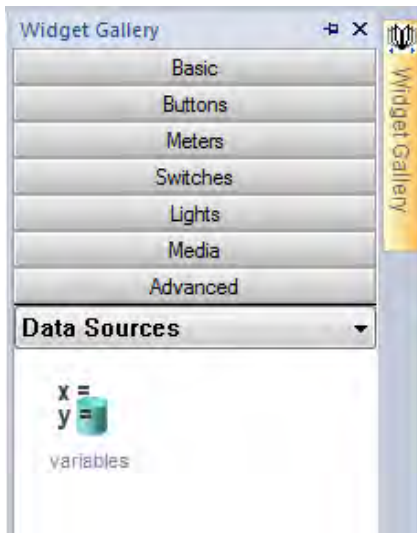 Widget Gallery
Basic
Buttons
Meters
Switches
Lights
Media
Advanced
Data Sources
x =
y =
variables
Widget Gallery